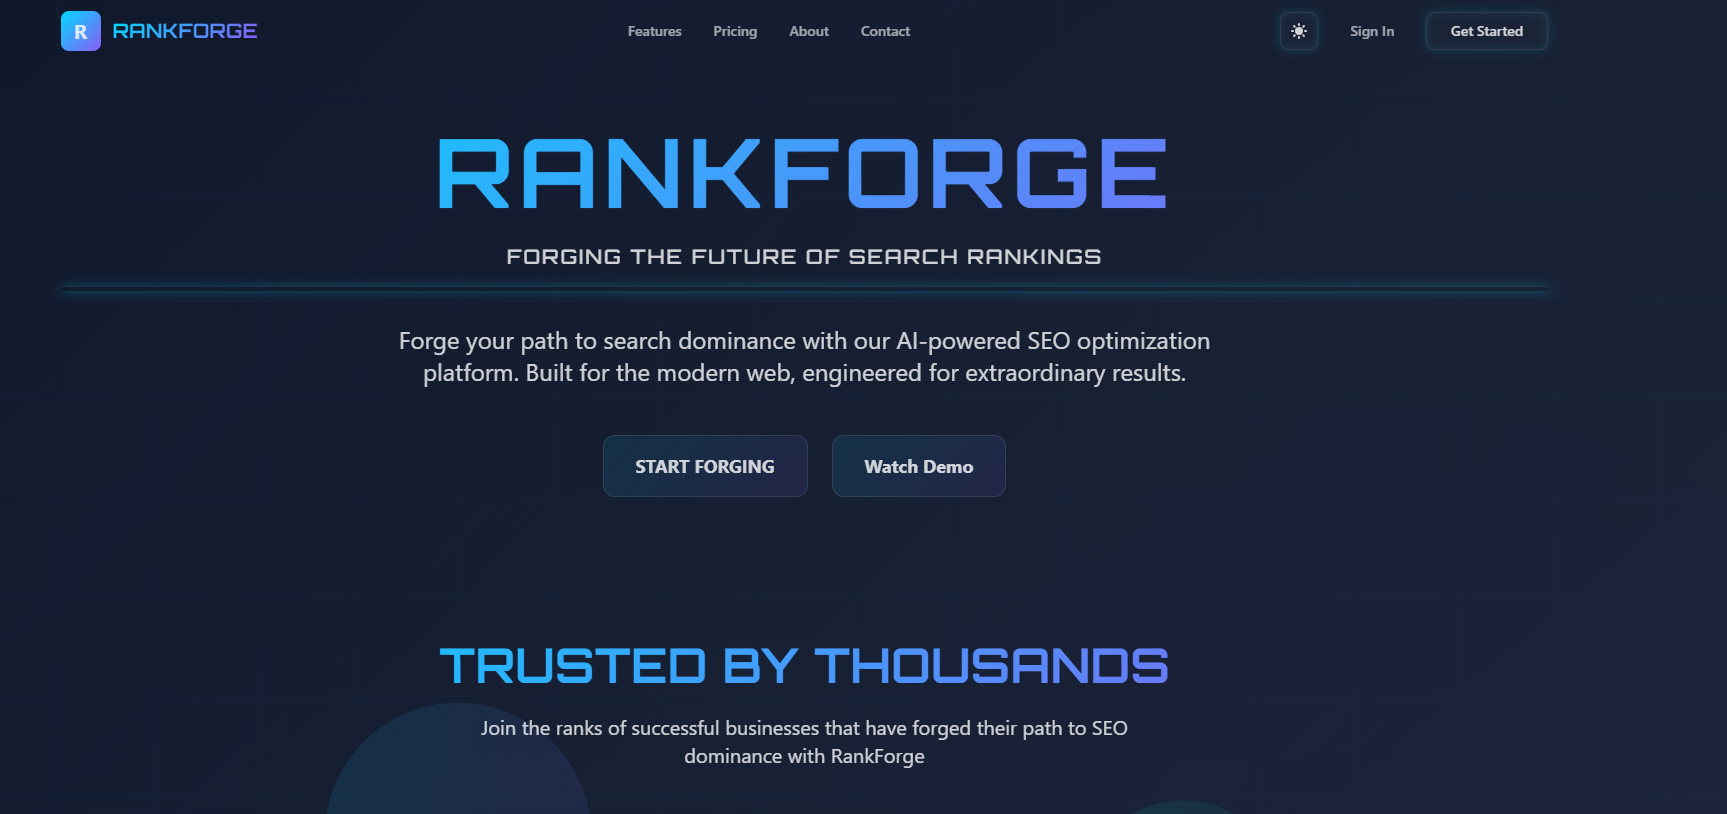 R RANKFORGE
Features Pricing About Contact
Sign In Get Started
RANKFORGE
FORGING THE FUTURE OF SEARCH RANKINGS
Forge your path to search dominance with our AI-powered SEO optimization
platform. Built for the modern web, engineered for extraordinary results.
START FORGING Watch Demo
TRUSTED BY THOUSANDS
Join the ranks of successful businesses that have forged their path to SEO
dominance with RankForge